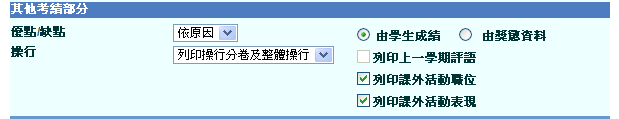 其他考績部分
優點/缺點 依原因 由學生成績 由獎懲資料
操行 列印操行分卷及整體操行 列印上一學期評語
列印課外活動職位
列印課外活動表現